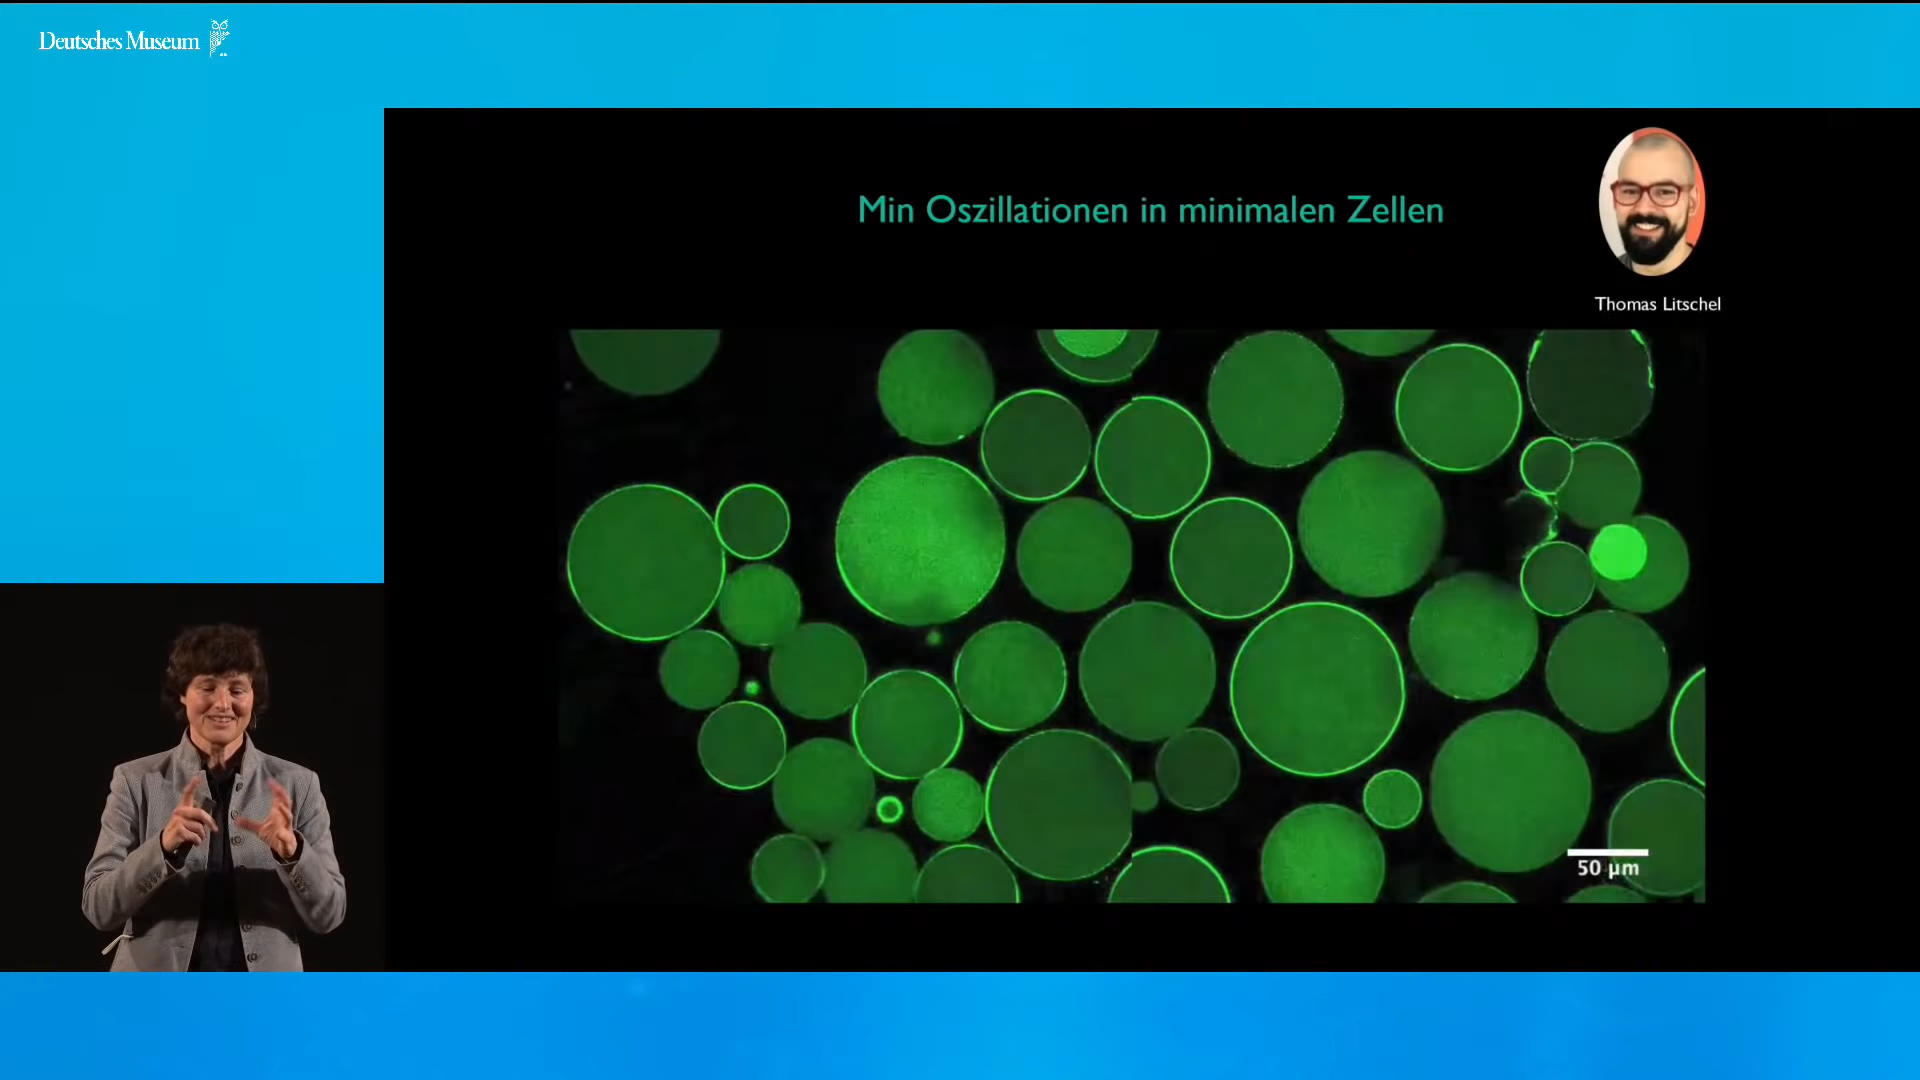 Deutsches Museum
Min Oszillationen in minimalen Zellen
Thomas Litschel
50 µm